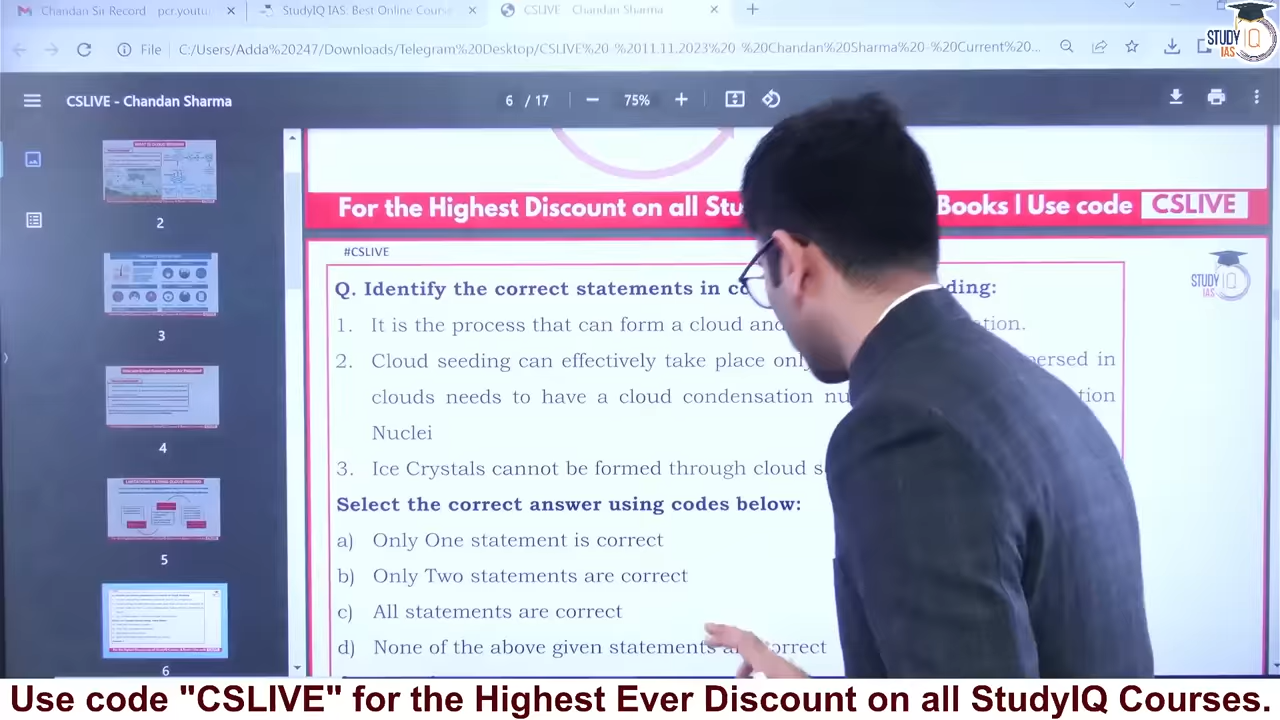 Chandan Sir Record pcr.youtu
StudyIQ IAS: Best Online Course
CSLIVE Chandan Sharma
File
C:/Users/Adda%20247/Downloads/Telegram%20Desktop/CSLIVE%20-%2011.11.2023%20-%20Chandan%20Sharma%20-%20Current%20...
STUDY IQ
IAS
CSLIVE - Chandan Sharma
6 / 17
75%
2
3
4
5
6
For the Highest Discount on all Stu Books | Use code CSLIVE
#CSLIVE
STUDY IQ
IAS
Q. Identify the correct statements in co ding:
1. It is the process that can form a cloud and tion.
2. Cloud seeding can effectively take place only ersed in
clouds needs to have a cloud condensation nu tion
Nuclei
3. Ice Crystals cannot be formed through cloud s
Select the correct answer using codes below:
a) Only One statement is correct
b) Only Two statements are correct
c) All statements are correct
d) None of the above given statements a orrect
Use code "CSLIVE" for the Highest Ever Discount on all StudyIQ Courses.